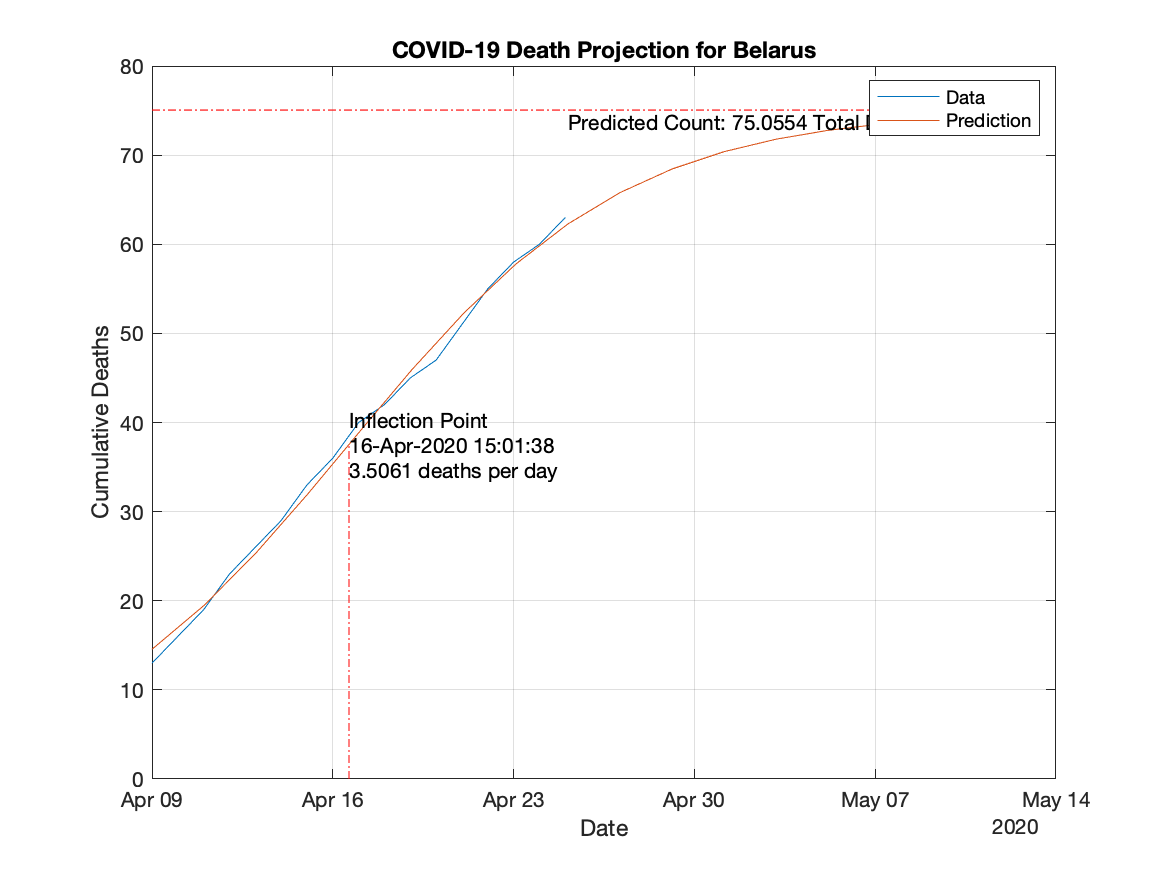 COVID-19 Death Projection for Belarus
80
70
60
50
40
30
20
10
0
Cumulative Deaths
Data
Prediction
Predicted Count: 75.0554 Total
Inflection Point
16-Apr-2020 15:01:38
3.5061 deaths per day
Apr 09
Apr 16
Apr 23
Apr 30
May 07
May 14
Date
2020